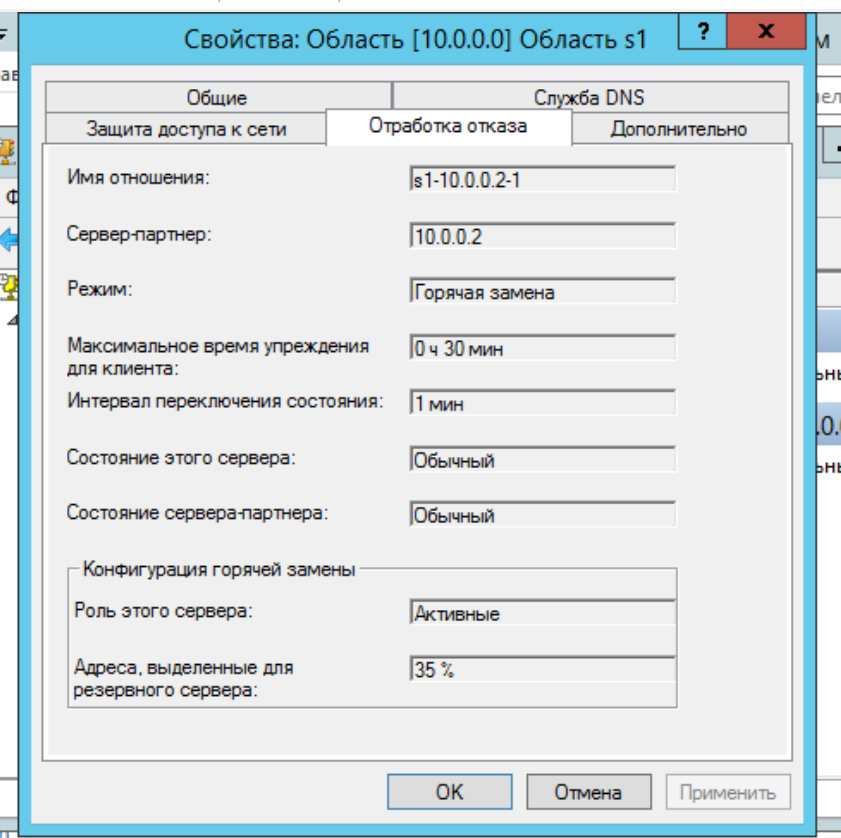 Свойства: Область [10.0.0.0] Область s1
?
x
Общие
Служба DNS
Защита доступа к сети
Отработка отказа
Дополнительно
Имя отношения:
s1-10.0.0.2-1
Сервер-партнер:
10.0.0.2
Режим:
Горячая замена
Максимальное время упреждения
для клиента:
0 ч 30 мин
Интервал переключения состояния:
1 мин
Состояние этого сервера:
Обычный
Состояние сервера-партнера:
Обычный
Конфигурация горячей замены
Роль этого сервера:
Активные
Адреса, выделенные для
резервного сервера:
35 %
OK
Отмена
Применить